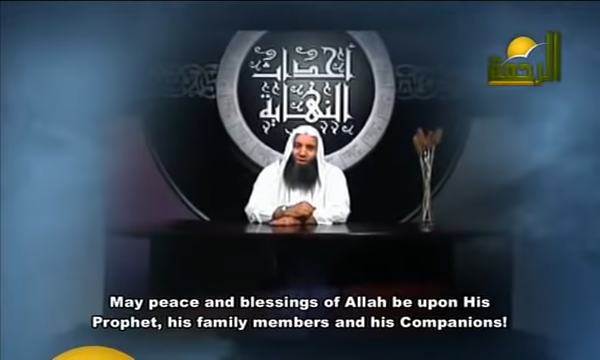 أحداث
النهاية
الرحمة
May peace and blessings of Allah be upon His
Prophet, his family members and his Companions!